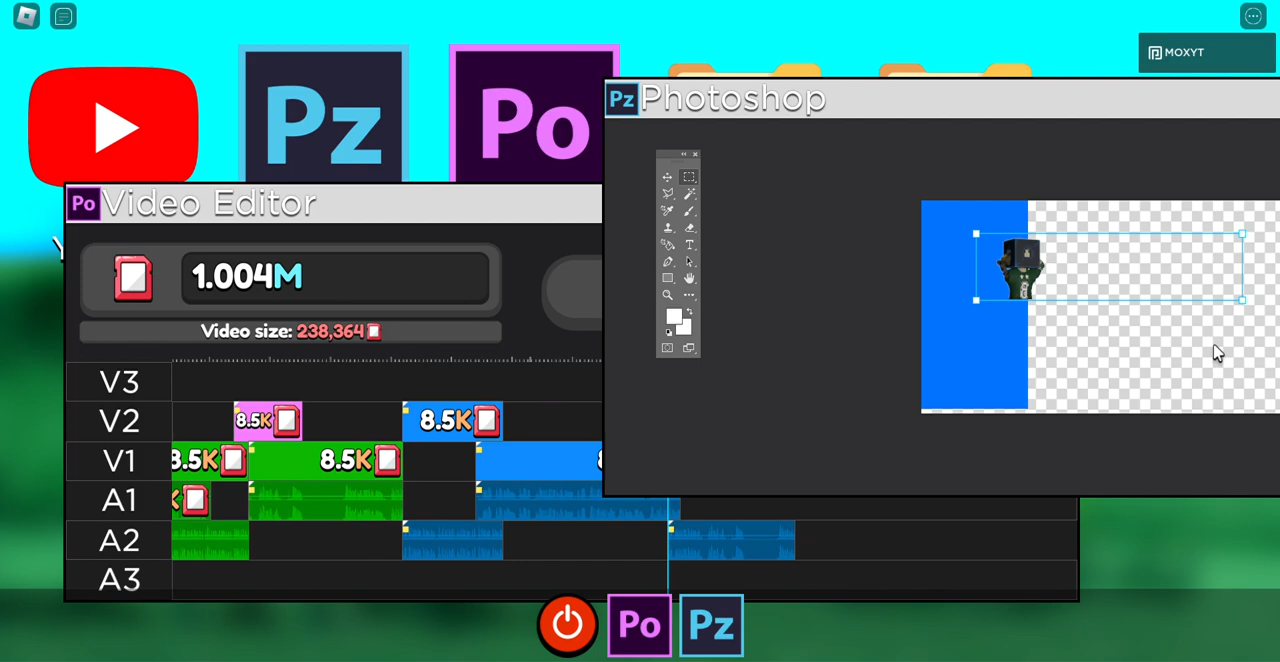 MOXYT
Pz
Po
Pz Photoshop
Po Video Editor
1.004M
Video size: 238,364
V3
V2
8.5K
8.5K
V1
8.5K
8.5K
A1
K
A2
A3
Po
Pz